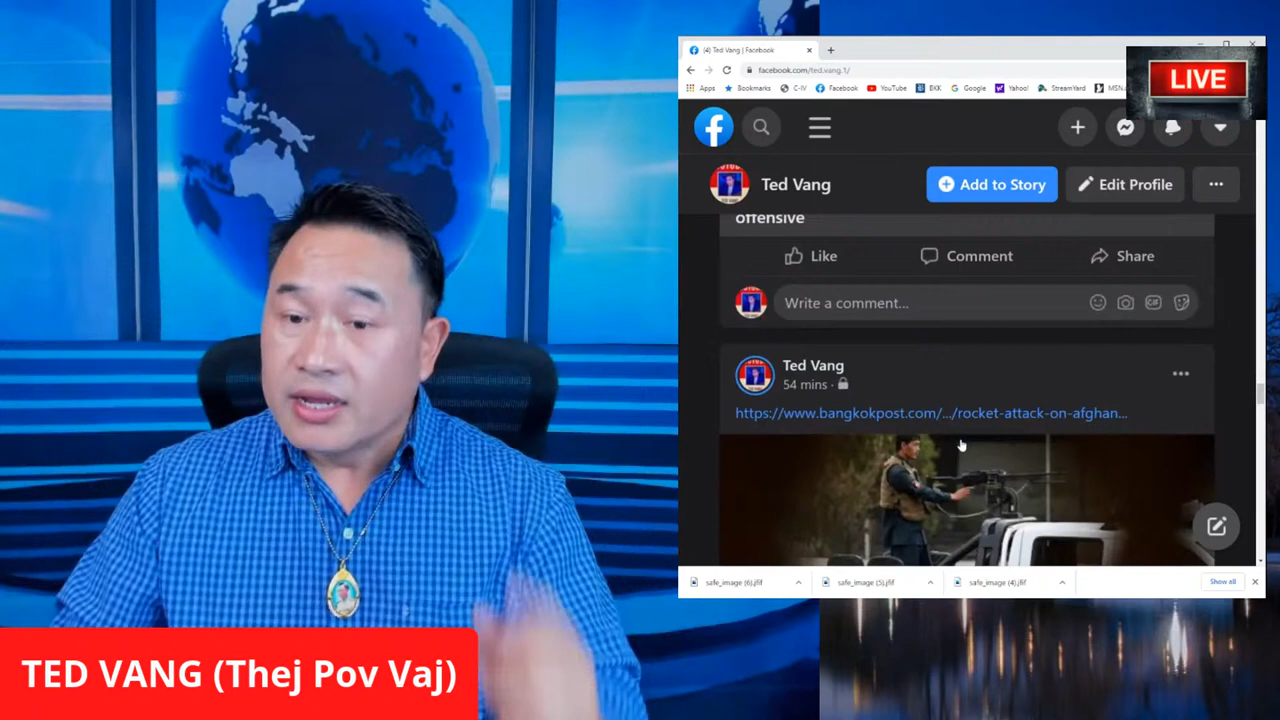 (4) Ted Vang | Facebook
facebook.com/ted.vang.1/
LIVE
Apps Bookmarks C-IV Facebook YouTube BKK Google Yahoo! StreamYard MSN
Ted Vang
Add to Story
Edit Profile
offensive
Like Comment Share
Write a comment...
GIF
Ted Vang
54 mins ·
https://www.bangkokpost.com/.../rocket-attack-on-afghan...
safe_image (6).jfif safe_image (5).jfif safe_image (4).jfif Show all
TED VANG (Thej Pov Vaj)